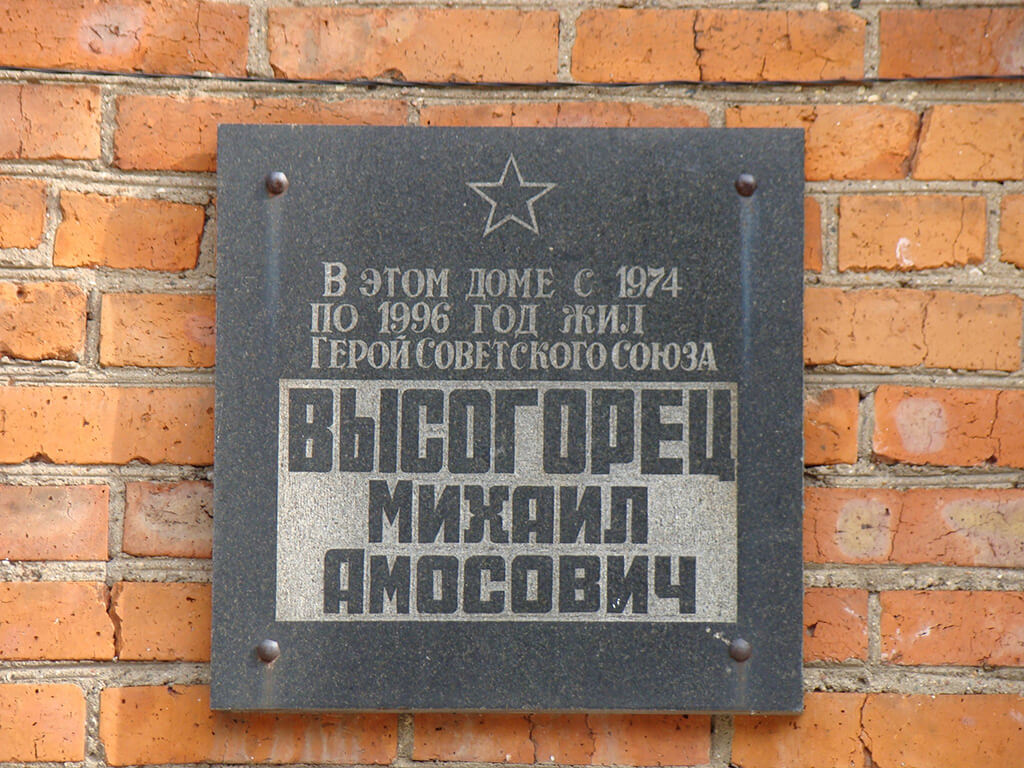 В ЭТОМ ДОМЕ С 1974
ПО 1996 ГОД ЖИЛ
ГЕРОЙ СОВЕТСКОГО СОЮЗА
ВЫСОГОРЕЦ
МИХАИЛ
АМОСОВИЧ